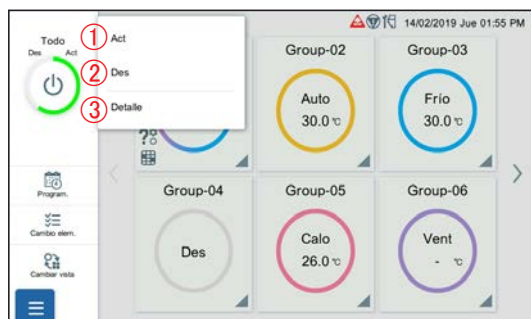 14/02/2019 Jue 01:55 PM
Todo
Des Act
① Act
② Des
③ Detalle
Program.
Cambio elem.
Cambiar vista
Group-02
Auto
30.0 ℃
Group-03
Frío
30.0 ℃
Group-04
Des
Group-05
Calo
26.0 ℃
Group-06
Vent
- ℃